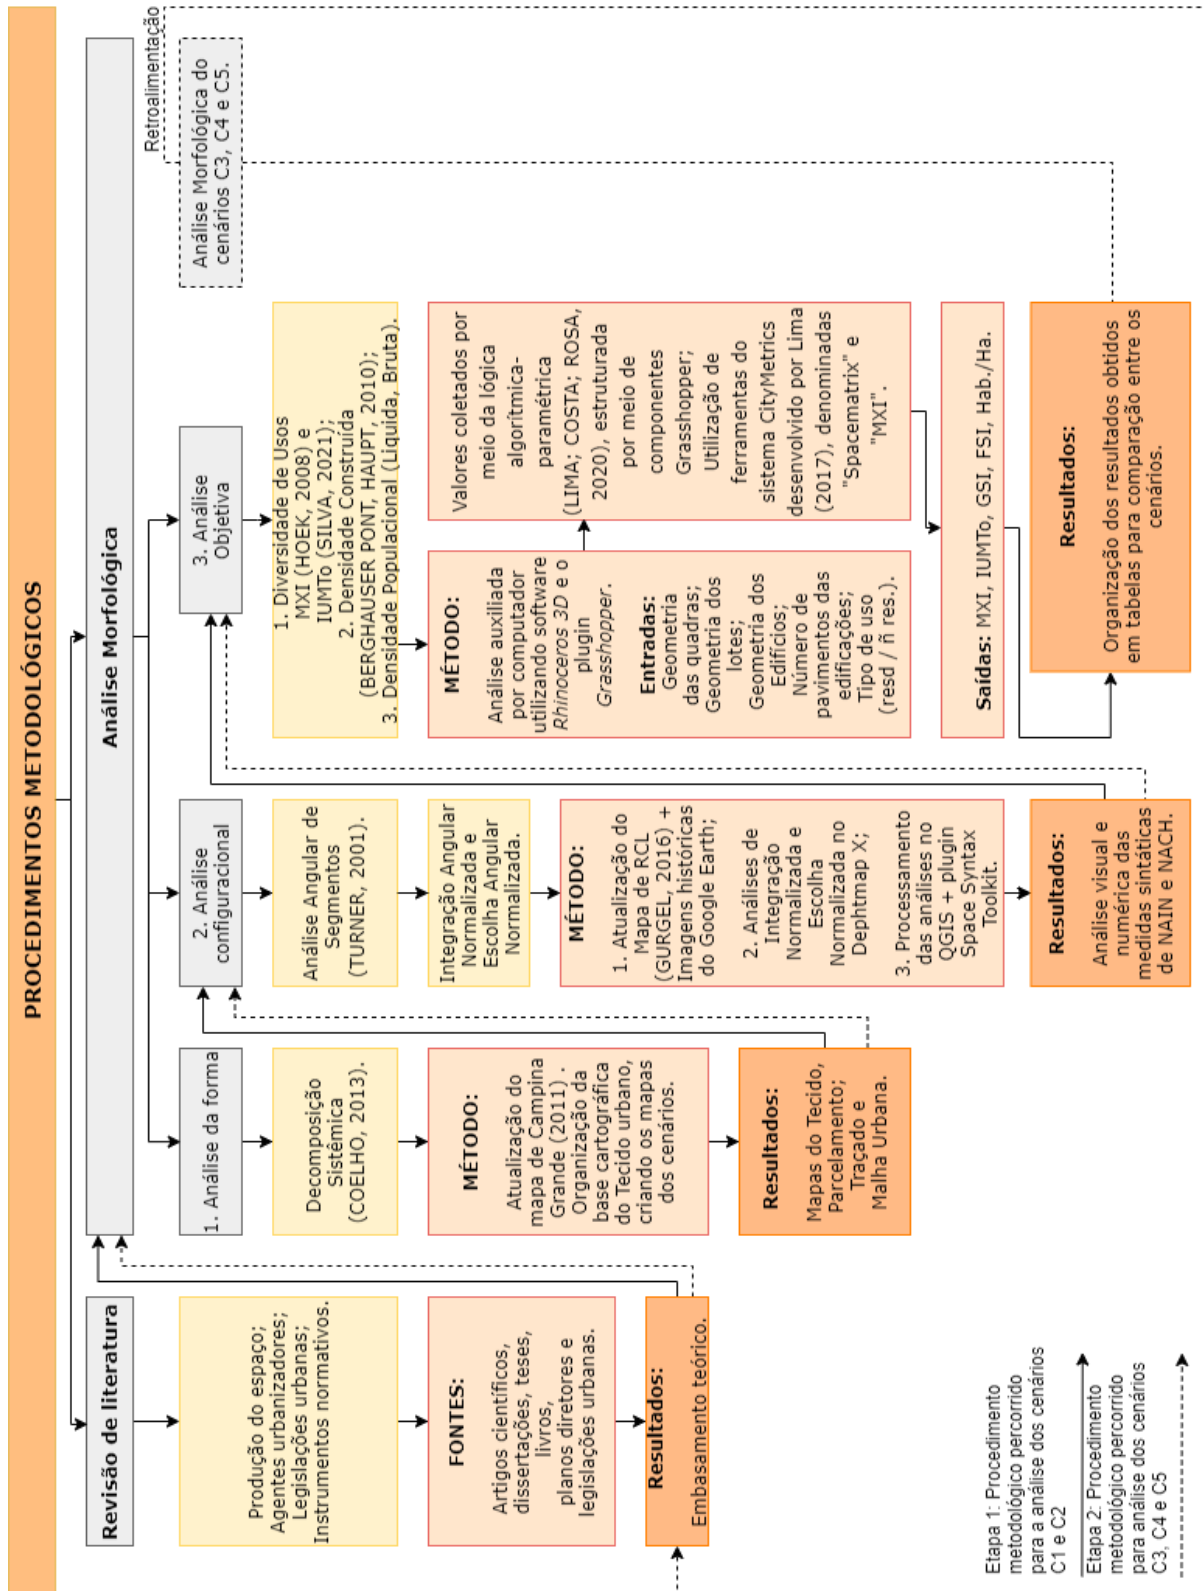 PROCEDIMENTOS METODOLÓGICOS
Revisão de literatura
Produção do espaço;
Agentes urbanizadores;
Legislações urbanas;
Instrumentos normativos.
FONTES:
Artigos científicos,
dissertações, teses,
livros,
planos diretores e
legislações urbanas.
Resultados:
Embasamento teórico.
Análise Morfológica
1. Análise da forma
Decomposição
Sistêmica
(COELHO, 2013).
MÉTODO:
Atualização do
mapa de Campina
Grande (2011) .
Organização da
base cartográfica
do Tecido urbano,
criando os mapas
dos cenários.
Resultados:
Mapas do Tecido,
Parcelamento;
Traçado e
Malha Urbana.
2. Análise
configuracional
Análise Angular de
Segmentos
(TURNER, 2001).
Integração Angular
Normalizada e
Escolha Angular
Normalizada.
MÉTODO:
1. Atualização do
Mapa de RCL
(GURGEL, 2016) +
Imagens históricas
do Google Earth;
2. Análises de
Integração
Normalizada e
Escolha
Normalizada no
Dephtmap X;
3. Processamento
das análises no
QGIS + plugin
Space Syntax
Toolkit.
Resultados:
Análise visual e
numérica das
medidas sintáticas
de NAIN e NACH.
3. Análise
Objetiva
1. Diversidade de Usos
MXI (HOEK, 2008) e
IUMTo (SILVA, 2021);
2. Densidade Construída
(BERGHAUSER PONT, HAUPT, 2010);
3. Densidade Populacional (Liquida, Bruta).
MÉTODO:
Análise auxiliada
por computador
utilizando software
Rhinoceros 3D e o
plugin
Grasshopper.
Entradas:
Geometria
das quadras;
Geometria dos
lotes;
Geometria dos
Edifícios;
Número de
pavimentos das
edificações;
Tipo de uso
(resd / ñ res.).
Valores coletados por
meio da lógica
algorítmica-
paramétrica
(LIMA; COSTA; ROSA,
2020), estruturada
por meio de
componentes
Grasshopper;
Utilização de
ferramentas do
sistema CityMetrics
desenvolvido por Lima
(2017), denominadas
"Spacematrix" e
"MXI".
Saídas: MXI, IUMTo, GSI, FSI, Hab./Ha.
Resultados:
Organização dos resultados obtidos
em tabelas para comparação entre os
cenários.
Análise Morfológica do
cenários C3, C4 e C5.
Retroalimentação
Etapa 1: Procedimento
metodológico percorrido
para a análise dos cenários
C1 e C2
Etapa 2: Procedimento
metodológico percorrido
para análise dos cenários
C3, C4 e C5